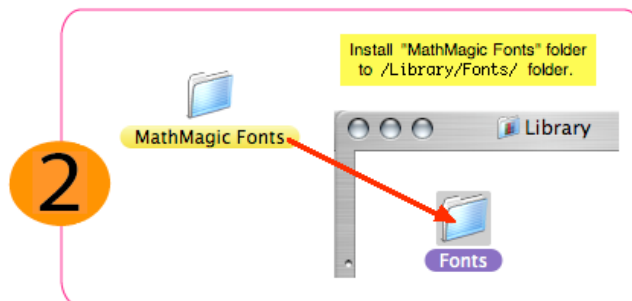 Install "MathMagic Fonts" folder
to /Library/Fonts/ folder.
MathMagic Fonts
Library
2
Fonts